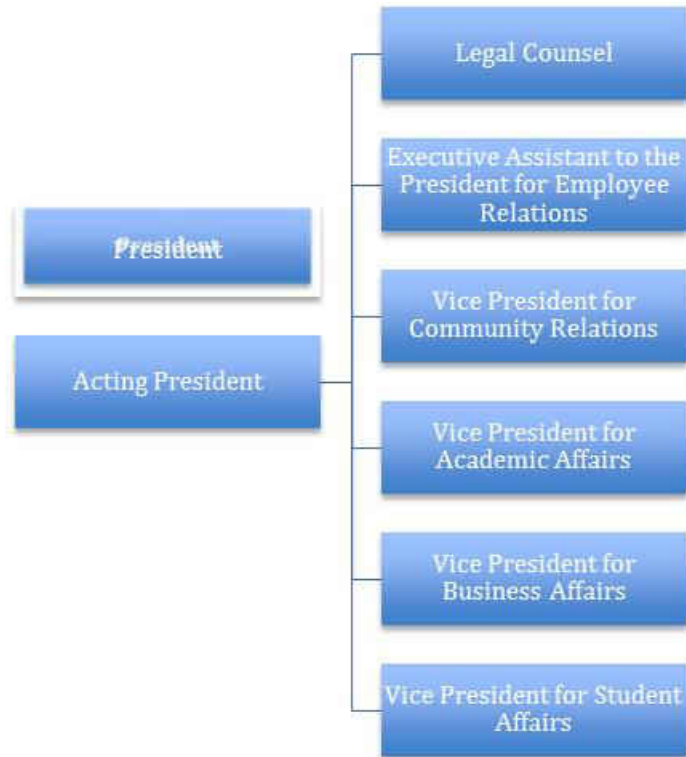 President
Acting President
Legal Counsel
Executive Assistant to the
President for Employee
Relations
Vice President for
Community Relations
Vice President for
Academic Affairs
Vice President for
Business Affairs
Vice President for Student
Affairs